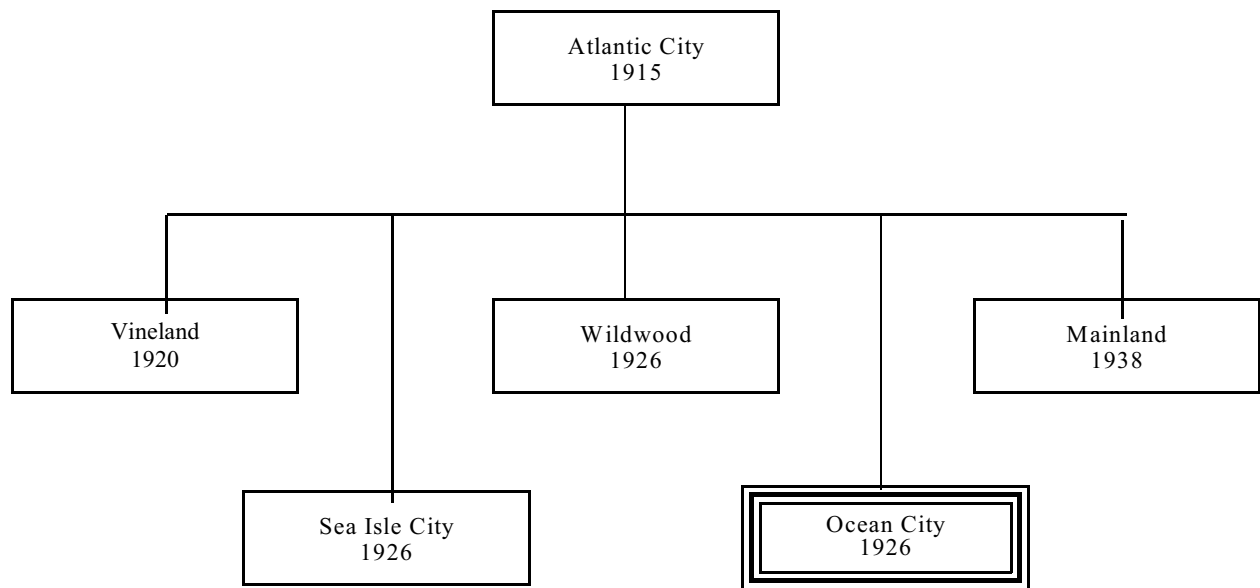 Atlantic City
1915
Vineland
1920
Wildwood
1926
Mainland
1938
Sea Isle City
1926
Ocean City
1926